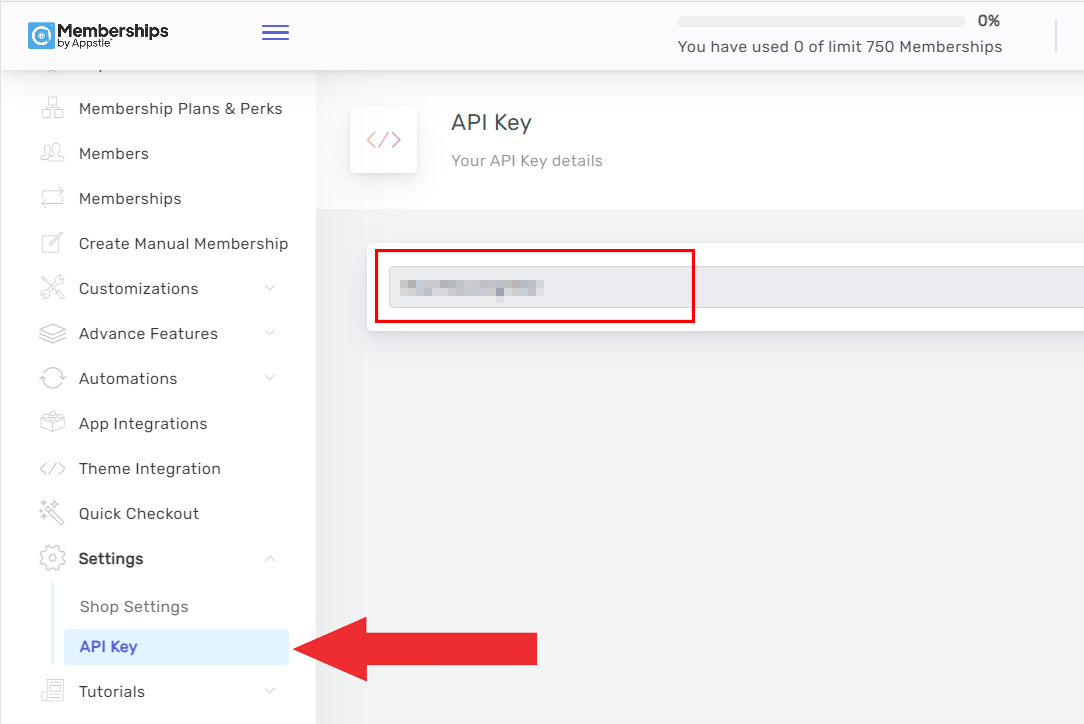 Memberships
by Appstle
0%
You have used 0 of limit 750 Memberships
Membership Plans & Perks
Members
Memberships
Create Manual Membership
Customizations
Advance Features
Automations
App Integrations
Theme Integration
Quick Checkout
Settings
Shop Settings
API Key
Tutorials
API Key
Your API Key details